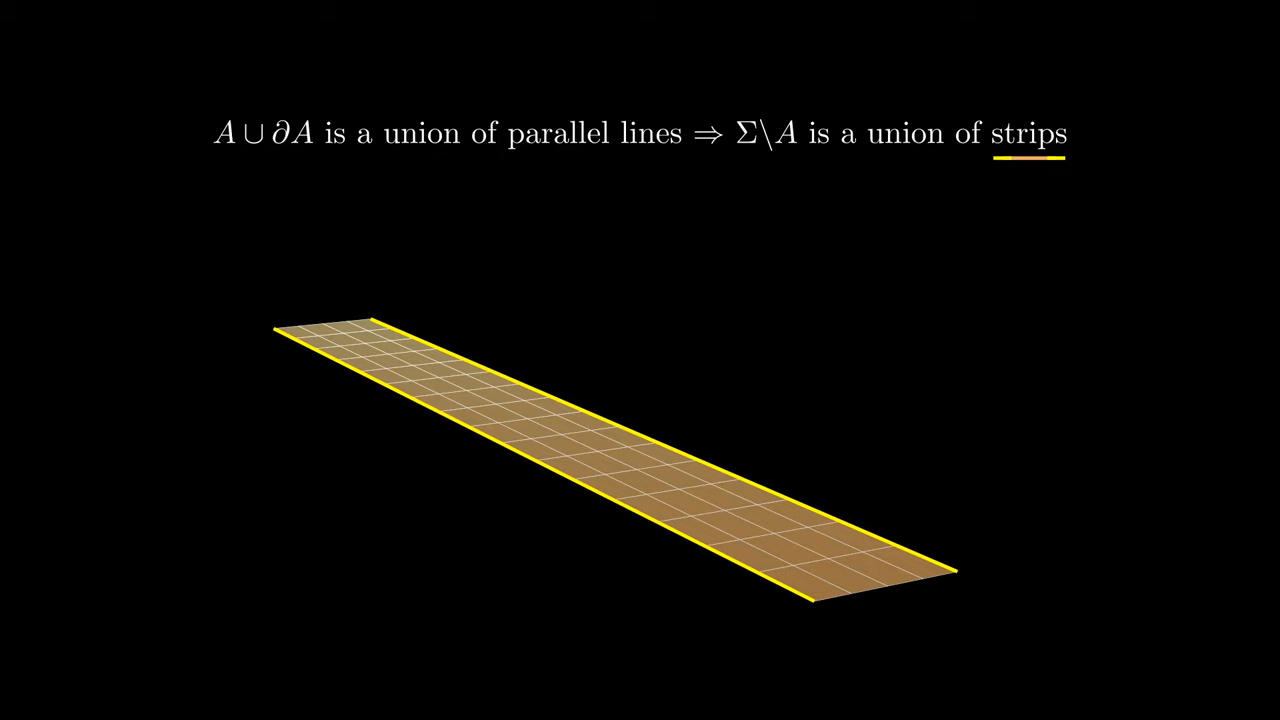 A ∪ ∂A is a union of parallel lines ⇒ Σ\A is a union of strips